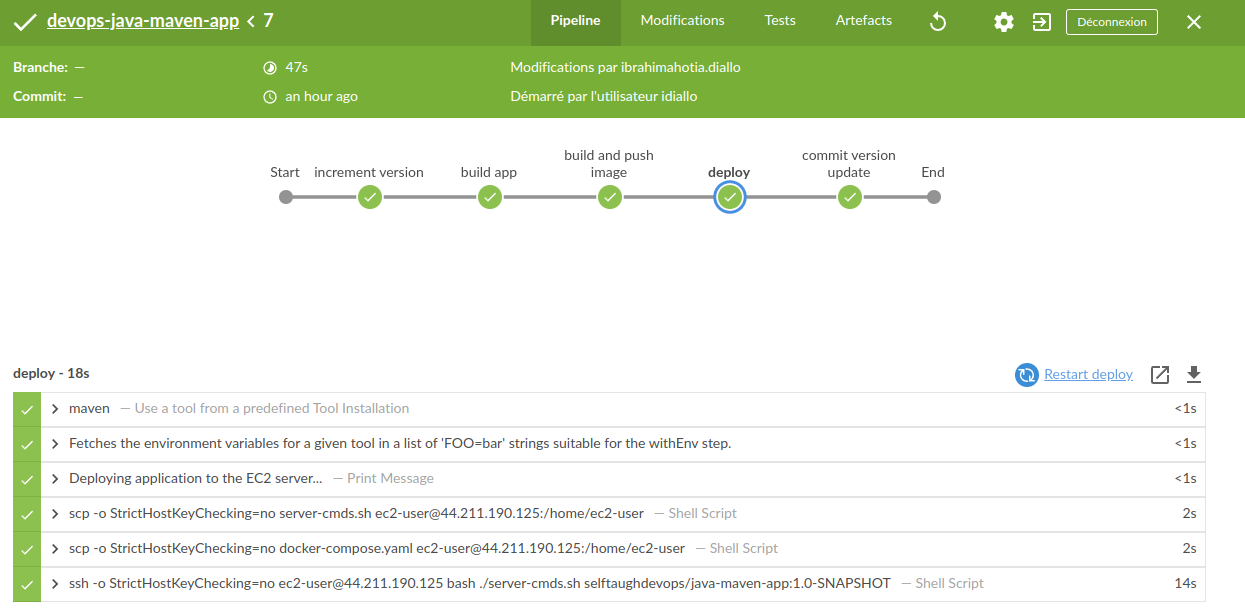 devops-java-maven-app < 7 Pipeline Modifications Tests Artefacts Déconnexion
Branche: — 47s Modifications par ibrahimahotia.diallo
Commit: — an hour ago Démarré par l'utilisateur idiallo
build and push commit version
Start increment version build app image deploy update End
deploy - 18s Restart deploy
maven — Use a tool from a predefined Tool Installation <1s
Fetches the environment variables for a given tool in a list of 'FOO=bar' strings suitable for the withEnv step. <1s
Deploying application to the EC2 server... — Print Message <1s
scp -o StrictHostKeyChecking=no server-cmds.sh ec2-user@44.211.190.125:/home/ec2-user — Shell Script 2s
scp -o StrictHostKeyChecking=no docker-compose.yaml ec2-user@44.211.190.125:/home/ec2-user — Shell Script 2s
ssh -o StrictHostKeyChecking=no ec2-user@44.211.190.125 bash ./server-cmds.sh selftaughdevops/java-maven-app:1.0-SNAPSHOT — Shell Script 14s